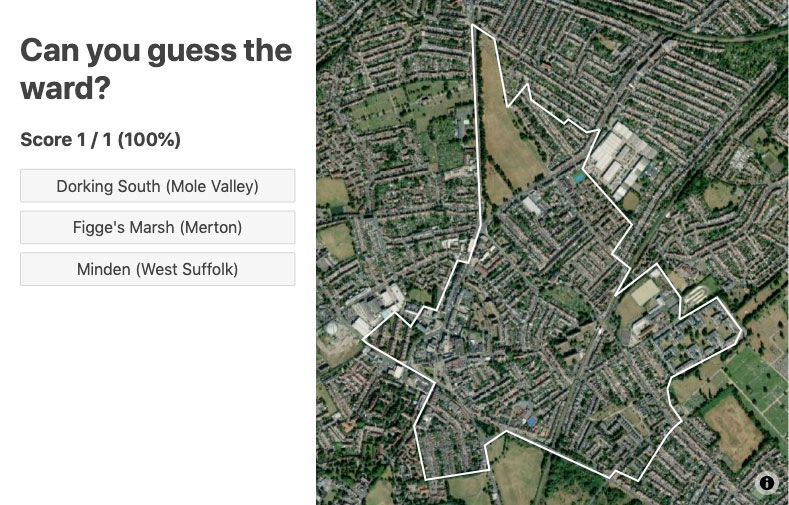 Can you guess the
ward?
Score 1 / 1 (100%)
Dorking South (Mole Valley)
Figge's Marsh (Merton)
Minden (West Suffolk)